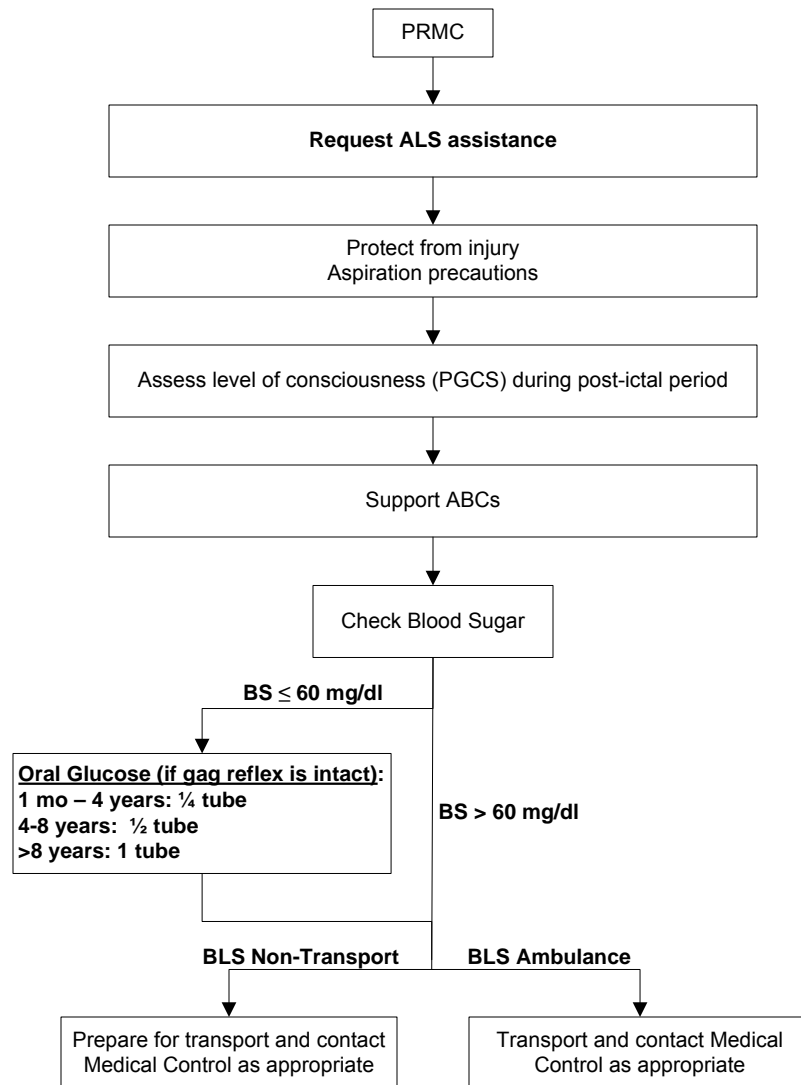 PRMC
Request ALS assistance
Protect from injury
Aspiration precautions
Assess level of consciousness (PGCS) during post-ictal period
Support ABCs
Check Blood Sugar
BS ≤ 60 mg/dl
Oral Glucose (if gag reflex is intact):
1 mo – 4 years: ¼ tube
4-8 years:  ½ tube
>8 years: 1 tube
BS > 60 mg/dl
BLS Non-Transport
BLS Ambulance
Prepare for transport and contact
Medical Control as appropriate
Transport and contact Medical
Control as appropriate